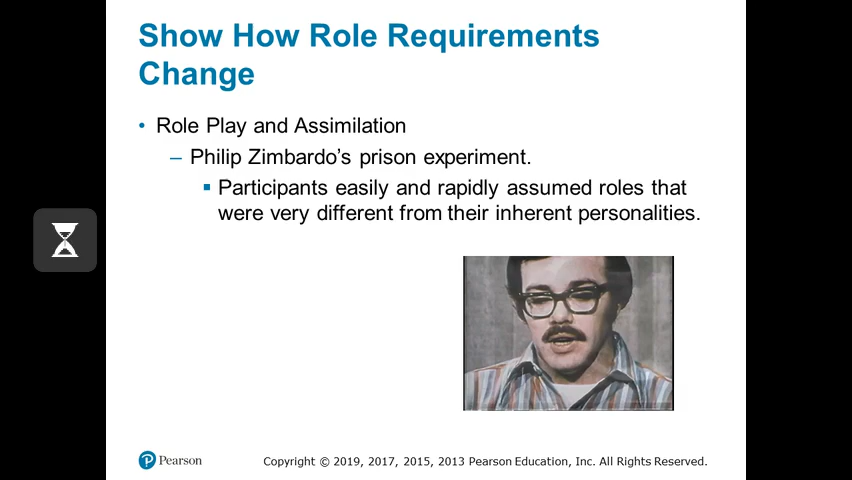 Show How Role Requirements
Change
• Role Play and Assimilation
– Philip Zimbardo’s prison experiment.
▪ Participants easily and rapidly assumed roles that
were very different from their inherent personalities.
Pearson
Copyright © 2019, 2017, 2015, 2013 Pearson Education, Inc. All Rights Reserved.